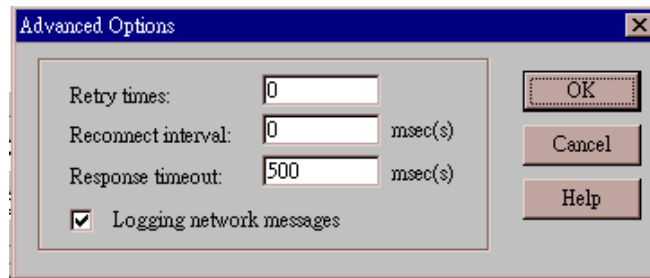 Advanced Options
Retry times: 0
Reconnect interval: 0 msec(s)
Response timeout: 500 msec(s)
Logging network messages
OK
Cancel
Help